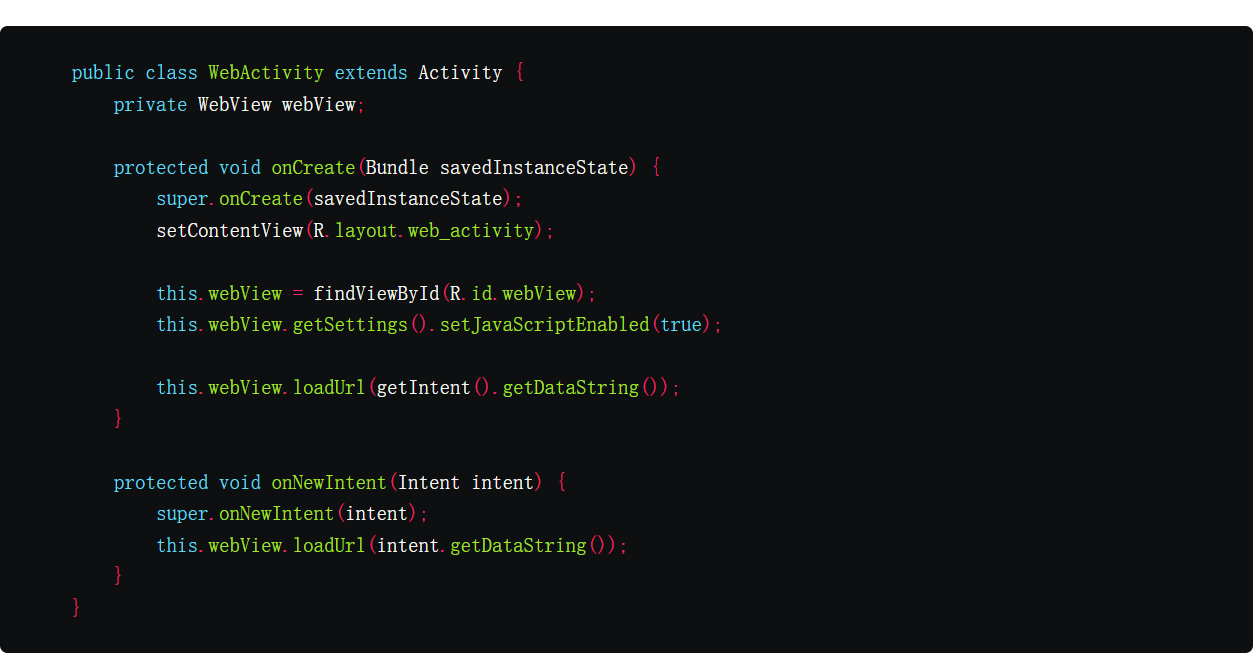 public class WebActivity extends Activity {
    private WebView webView;

    protected void onCreate(Bundle savedInstanceState) {
        super.onCreate(savedInstanceState);
        setContentView(R.layout.web_activity);

        this.webView = findViewById(R.id.webView);
        this.webView.getSettings().setJavaScriptEnabled(true);

        this.webView.loadUrl(getIntent().getDataString());
    }

    protected void onNewIntent(Intent intent) {
        super.onNewIntent(intent);
        this.webView.loadUrl(intent.getDataString());
    }
}